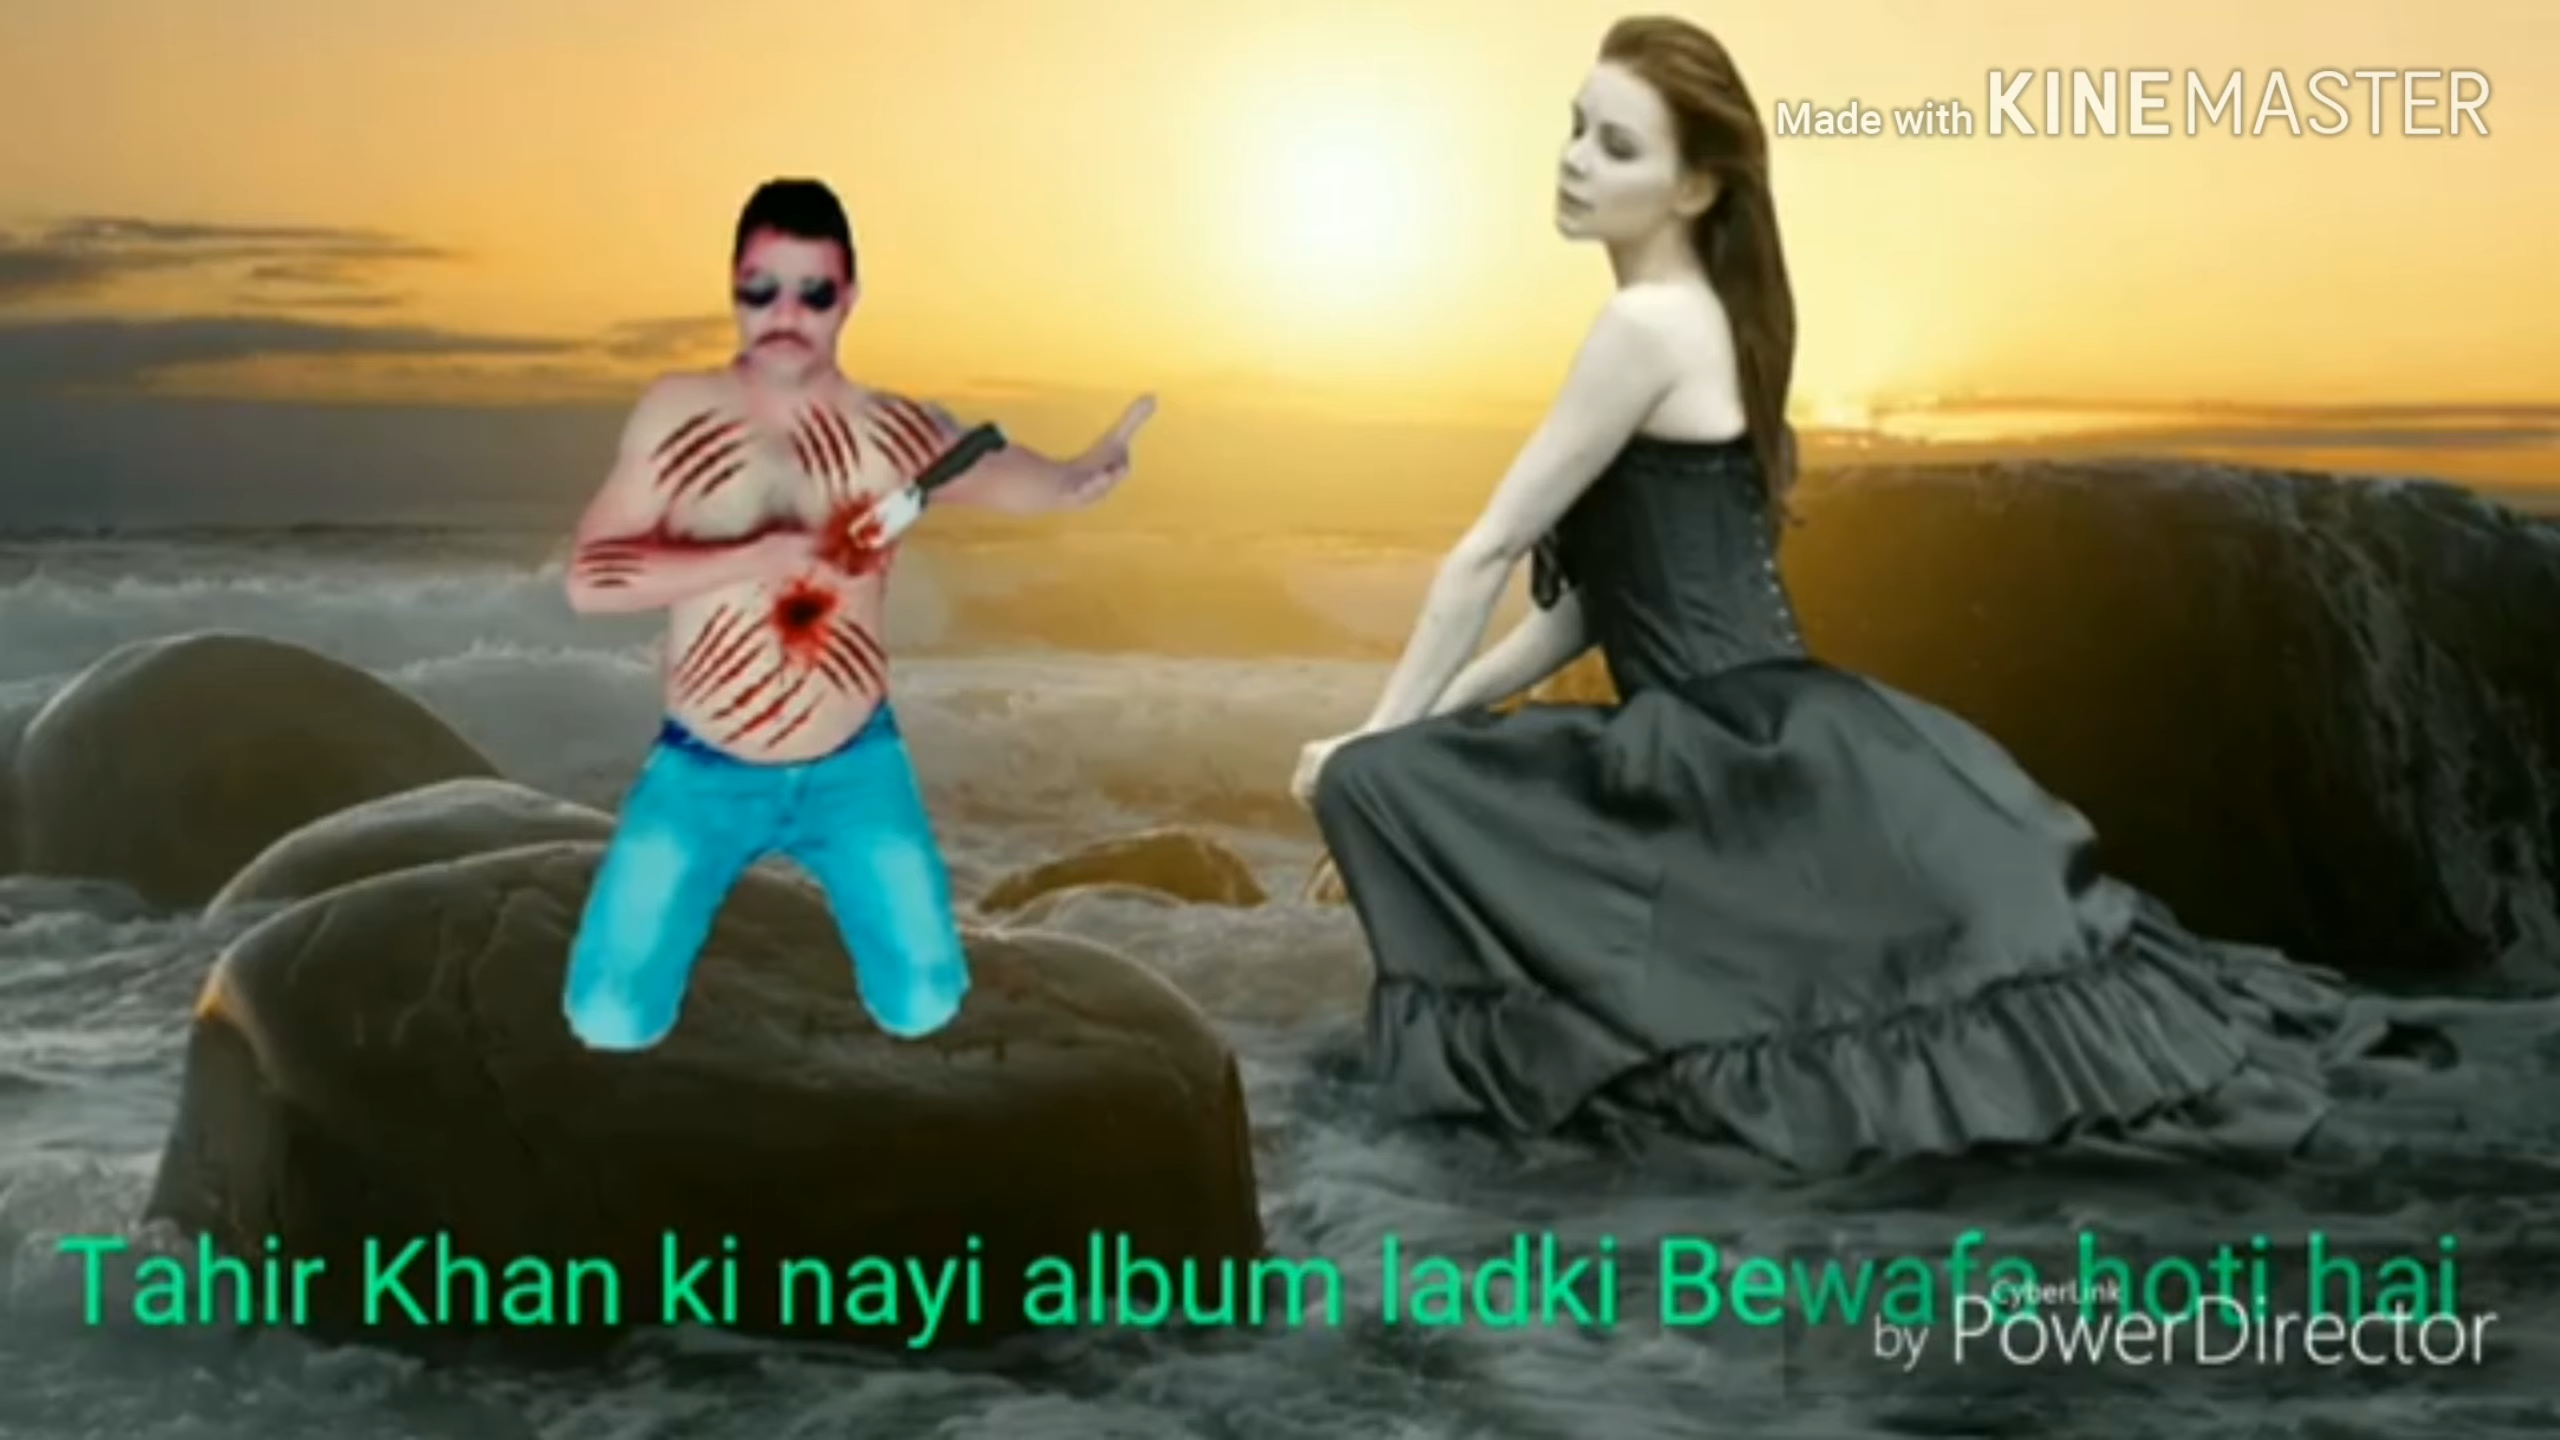 Made with KINEMASTER
Tahir Khan ki nayi album ladki Bewafa hoti hai
CyberLink
by PowerDirector